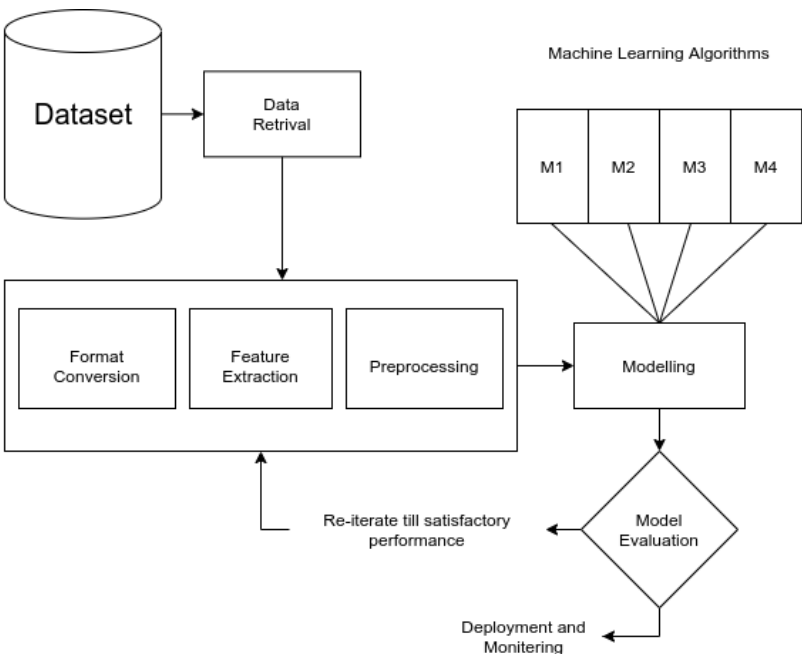 Machine Learning Algorithms
Dataset
Data
Retrival
M1
M2
M3
M4
Format
Conversion
Feature
Extraction
Preprocessing
Modelling
Re-iterate till satisfactory
performance
Model
Evaluation
Deployment and
Monitering